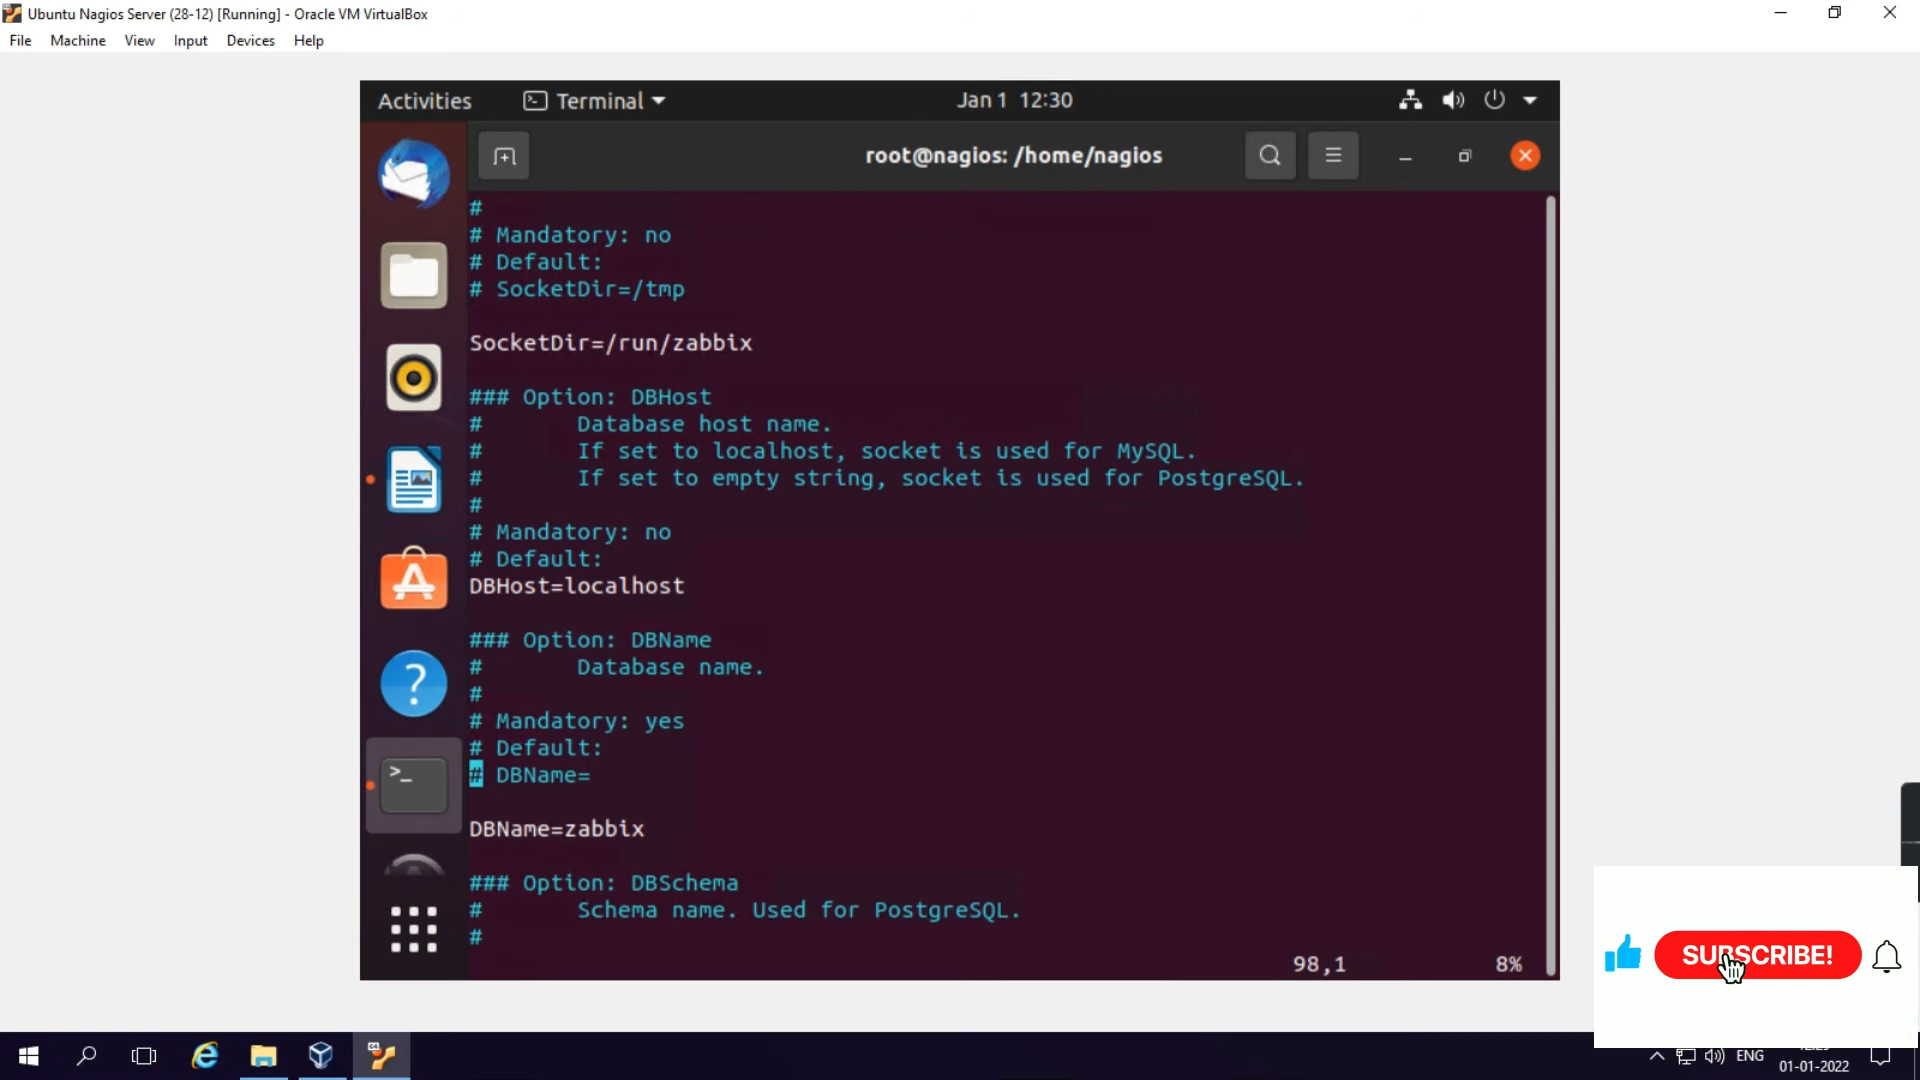 Ubuntu Nagios Server (28-12) [Running] - Oracle VM VirtualBox
File Machine View Input Devices Help
Activities Terminal Jan 1 12:30
root@nagios: /home/nagios
#
# Mandatory: no
# Default:
# SocketDir=/tmp
SocketDir=/run/zabbix
### Option: DBHost
# Database host name.
# If set to localhost, socket is used for MySQL.
# If set to empty string, socket is used for PostgreSQL.
#
# Mandatory: no
# Default:
DBHost=localhost
### Option: DBName
# Database name.
#
# Mandatory: yes
# Default:
# DBName=
DBName=zabbix
### Option: DBSchema
# Schema name. Used for PostgreSQL.
#
98,1 8%
SUBSCRIBE!
ENG
01-01-2022